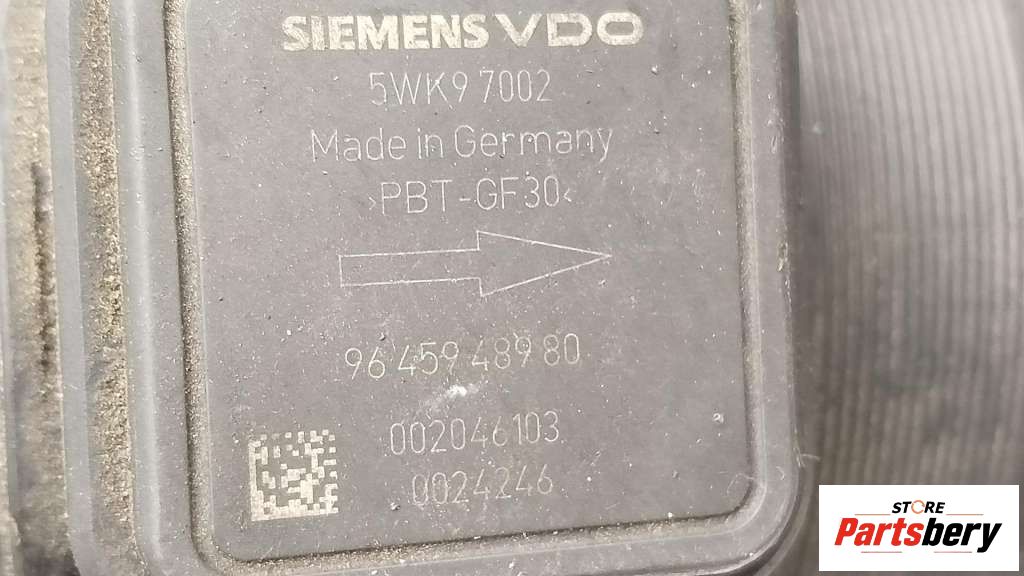 SIEMENS VDO
5WK9 7002
Made in Germany
>PBT-GF30<
96 459 489 80
002046103
0024246
STORE
Partsbery